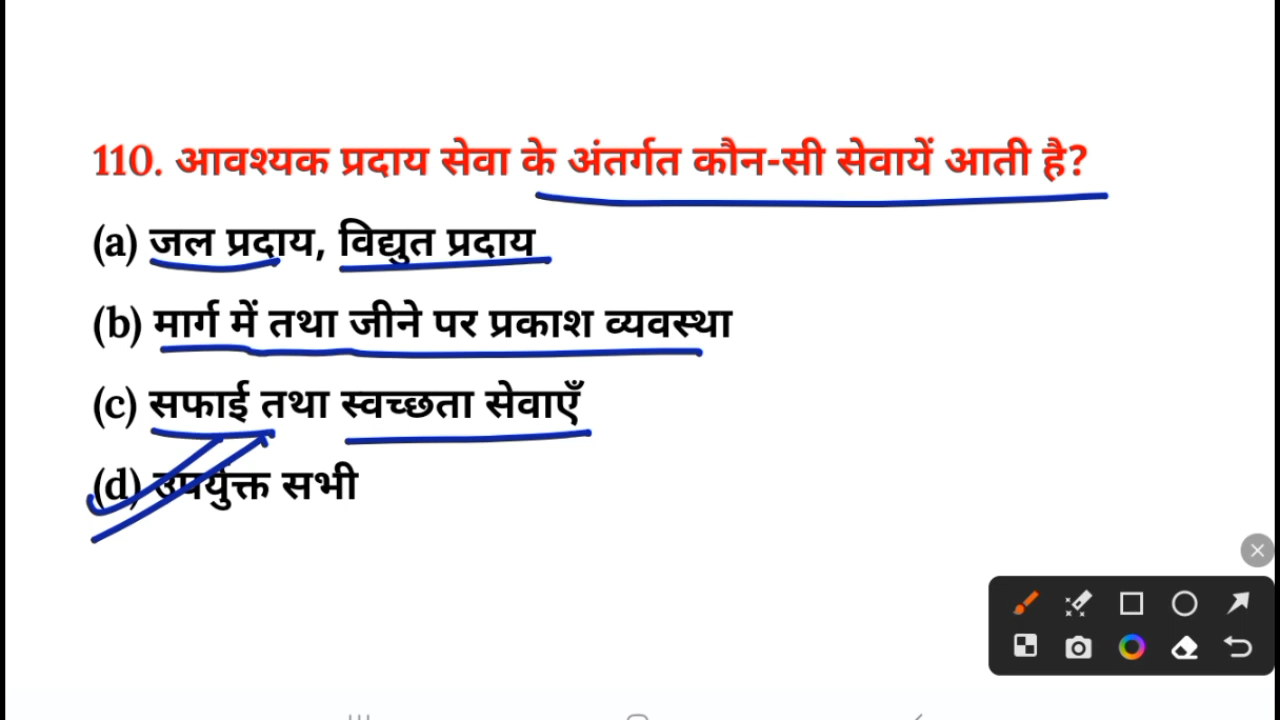 110. आवश्यक प्रदाय सेवा के अंतर्गत कौन-सी सेवायें आती है?
(a) जल प्रदाय, विद्युत प्रदाय
(b) मार्ग में तथा जीने पर प्रकाश व्यवस्था
(c) सफाई तथा स्वच्छता सेवाएँ
(d) उपर्युक्त सभी